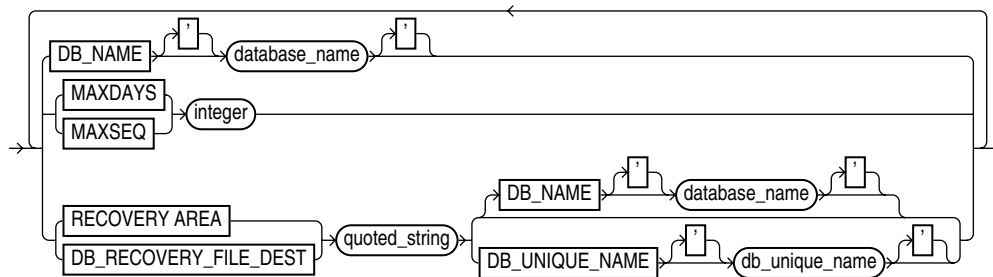 DB_NAME ' database_name '
MAXDAYS
MAXSEQ
integer
RECOVERY AREA
DB_RECOVERY_FILE_DEST
quoted_string
DB_NAME ' database_name '
DB_UNIQUE_NAME ' db_unique_name '